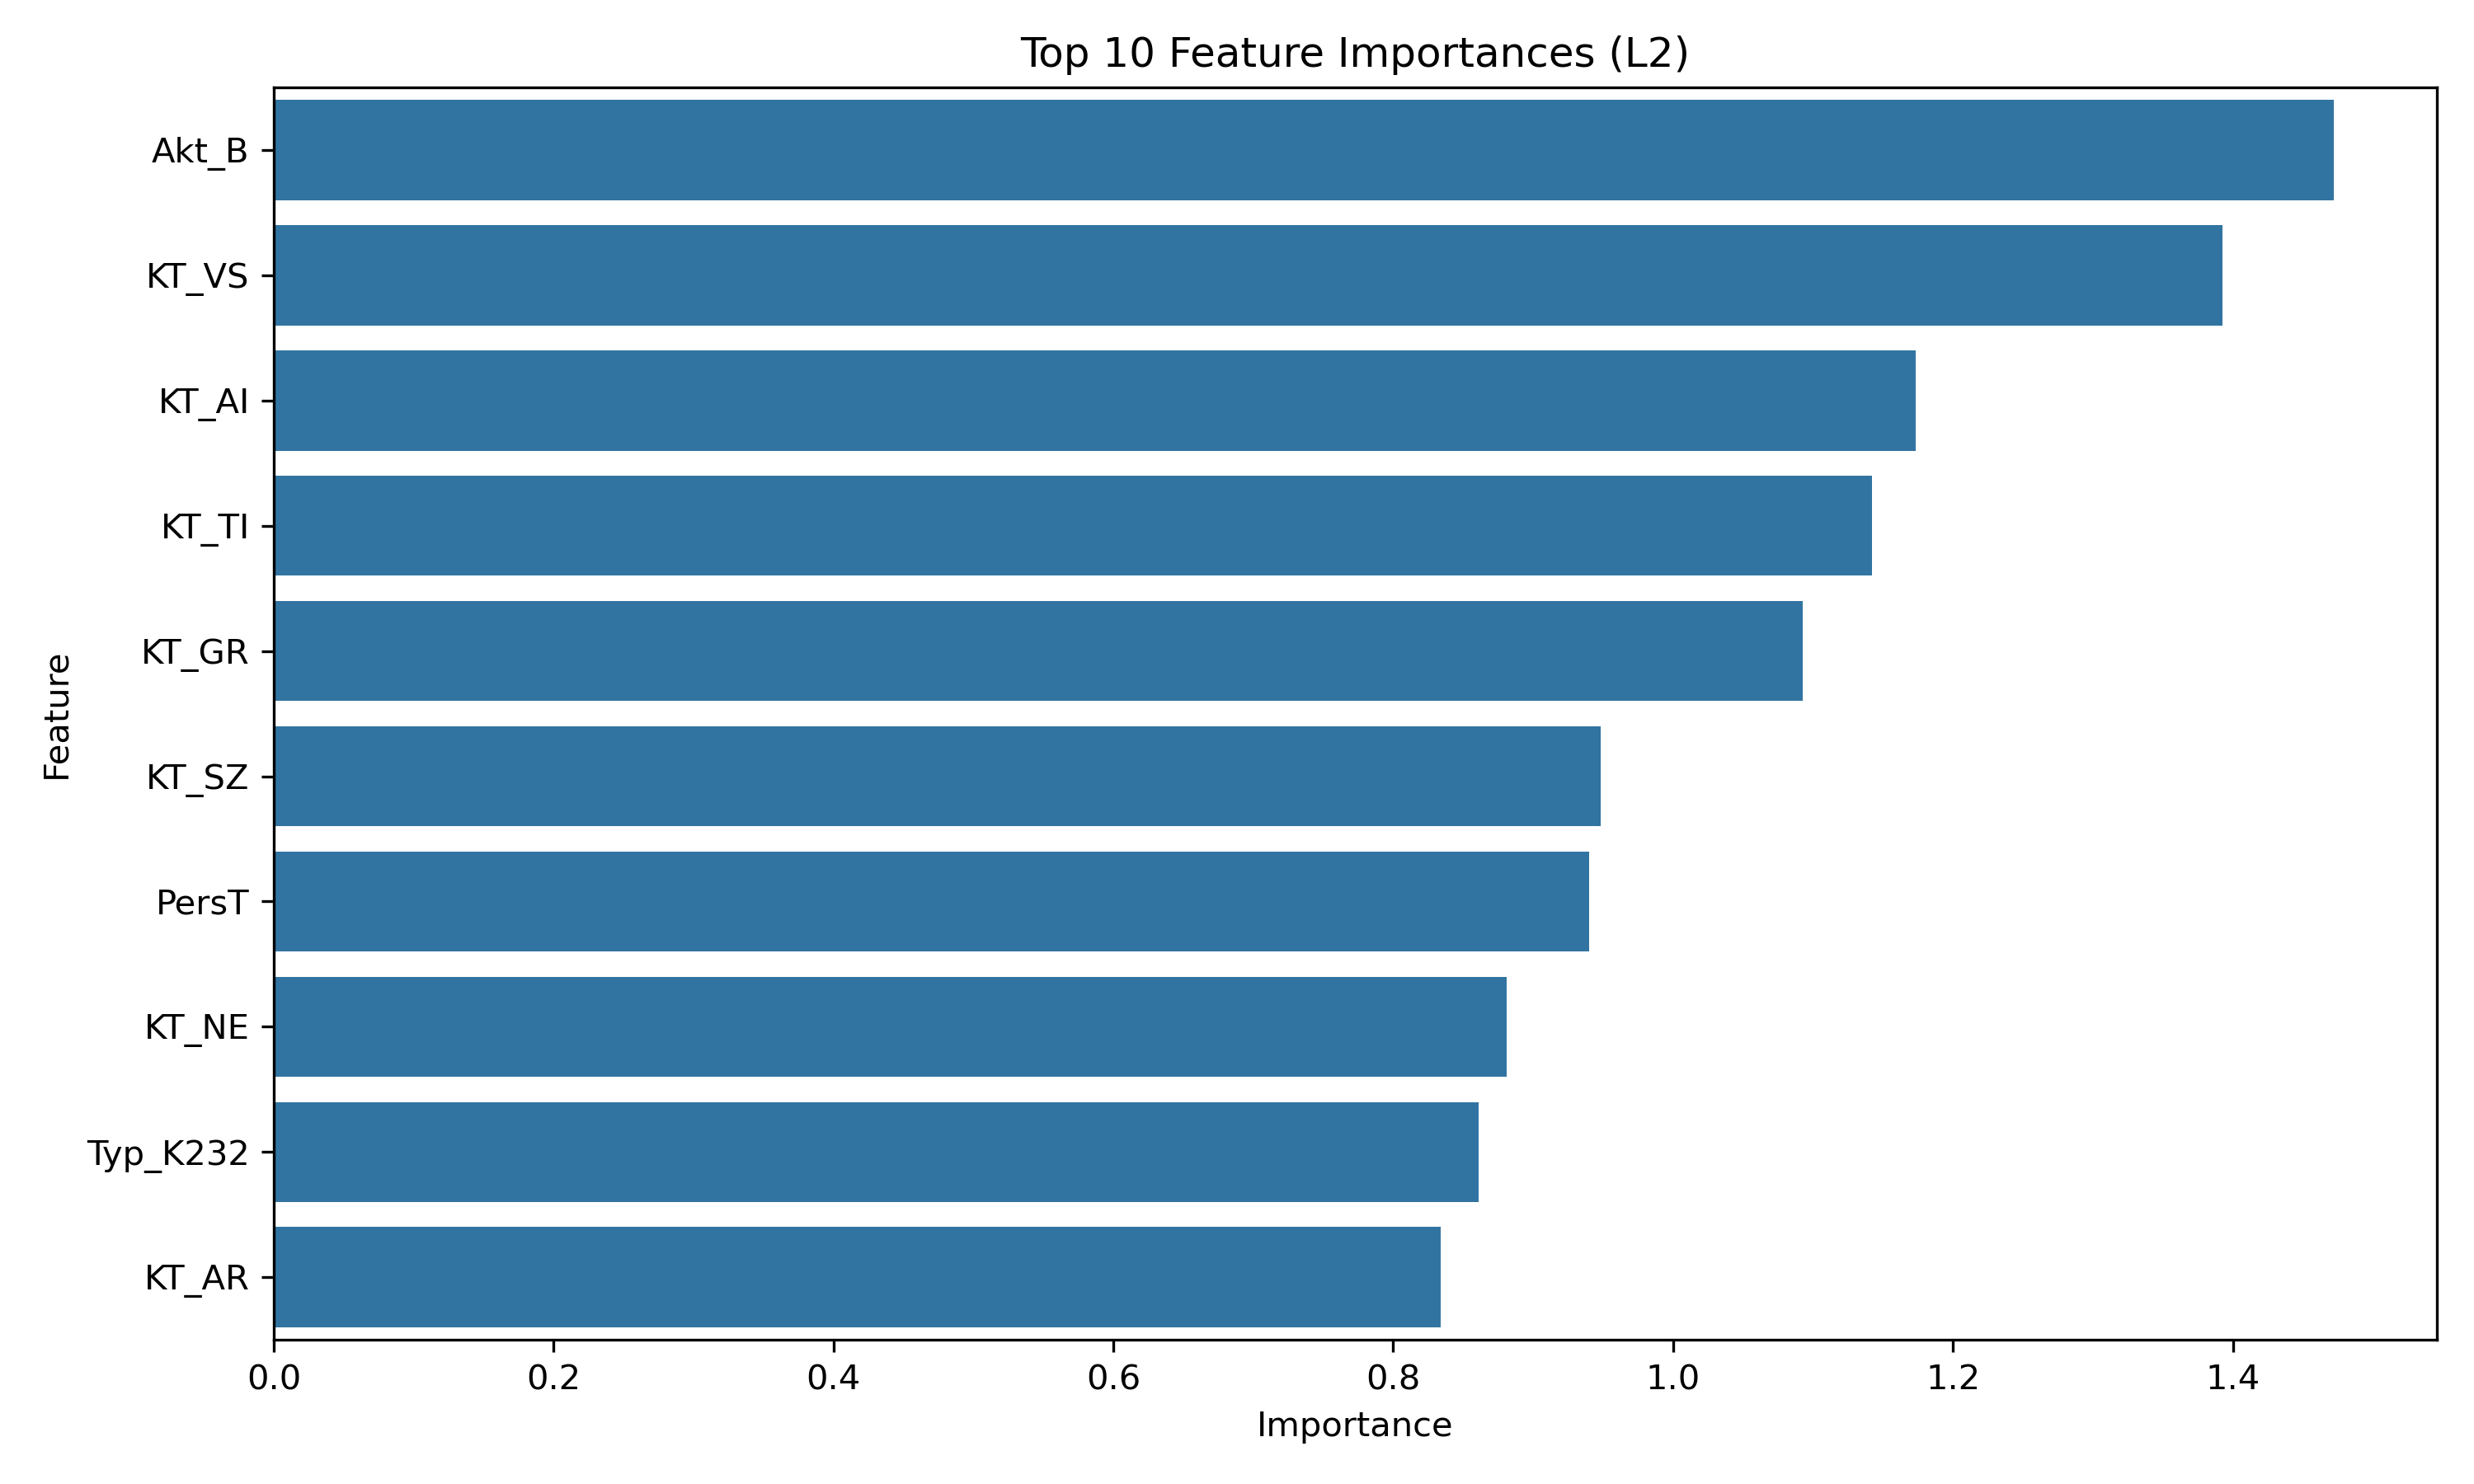 Top 10 Feature Importances (L2)
Akt_B
KT_VS
KT_AI
KT_TI
KT_GR
KT_SZ
PersT
KT_NE
Typ_K232
KT_AR
Feature
0.0 0.2 0.4 0.6 0.8 1.0 1.2 1.4
Importance